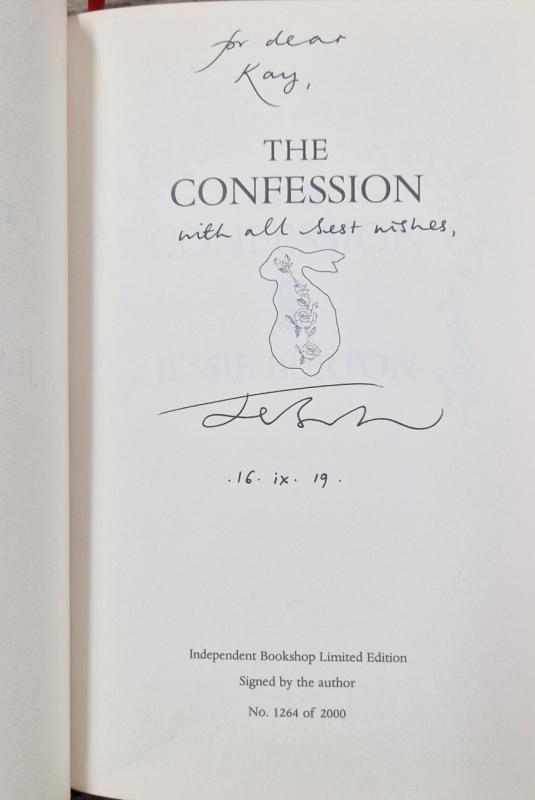 for dear
Kay,
THE
CONFESSION
with all best wishes,
.16. ix. 19.
Independent Bookshop Limited Edition
Signed by the author
No. 1264 of 2000